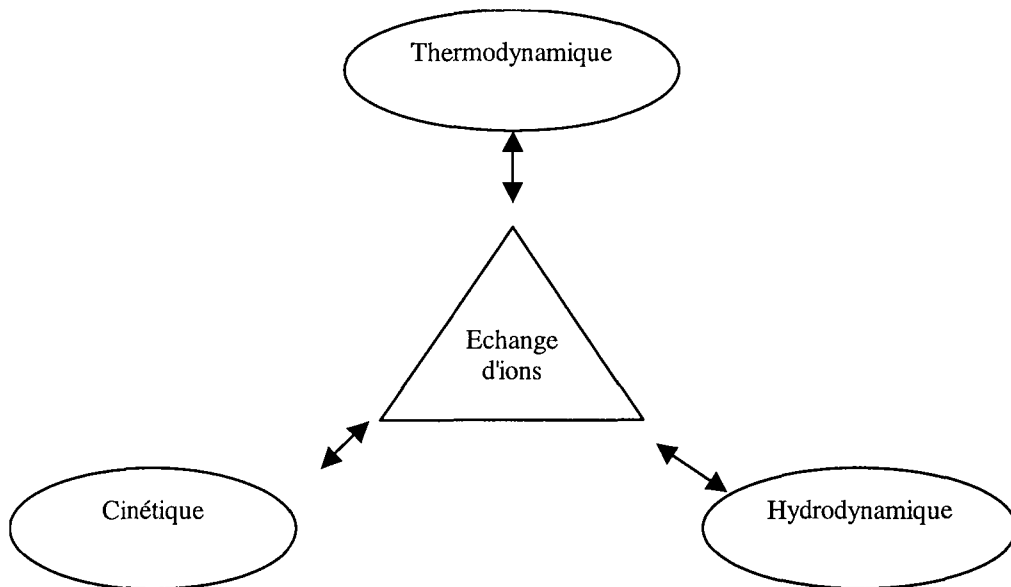 Thermodynamique
Echange
d'ions
Cinétique
Hydrodynamique